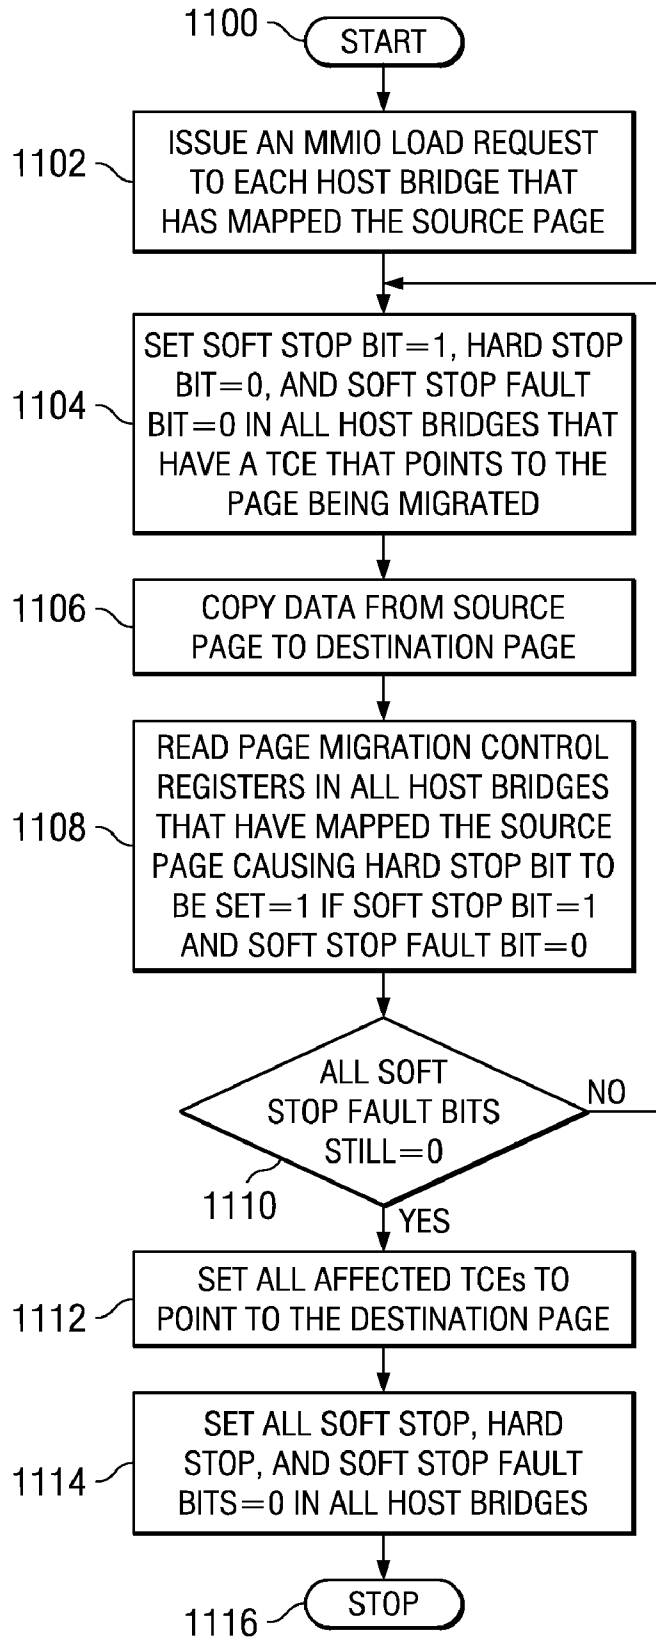 1100
START
1102
ISSUE AN MMIO LOAD REQUEST
TO EACH HOST BRIDGE THAT
HAS MAPPED THE SOURCE PAGE
1104
SET SOFT STOP BIT=1, HARD STOP
BIT=0, AND SOFT STOP FAULT
BIT=0 IN ALL HOST BRIDGES THAT
HAVE A TCE THAT POINTS TO THE
PAGE BEING MIGRATED
1106
COPY DATA FROM SOURCE
PAGE TO DESTINATION PAGE
1108
READ PAGE MIGRATION CONTROL
REGISTERS IN ALL HOST BRIDGES
THAT HAVE MAPPED THE SOURCE
PAGE CAUSING HARD STOP BIT TO
BE SET=1 IF SOFT STOP BIT=1
AND SOFT STOP FAULT BIT=0
ALL SOFT
STOP FAULT BITS
STILL=0
NO
1110
YES
1112
SET ALL AFFECTED TCEs TO
POINT TO THE DESTINATION PAGE
1114
SET ALL SOFT STOP, HARD
STOP, AND SOFT STOP FAULT
BITS=0 IN ALL HOST BRIDGES
STOP
1116